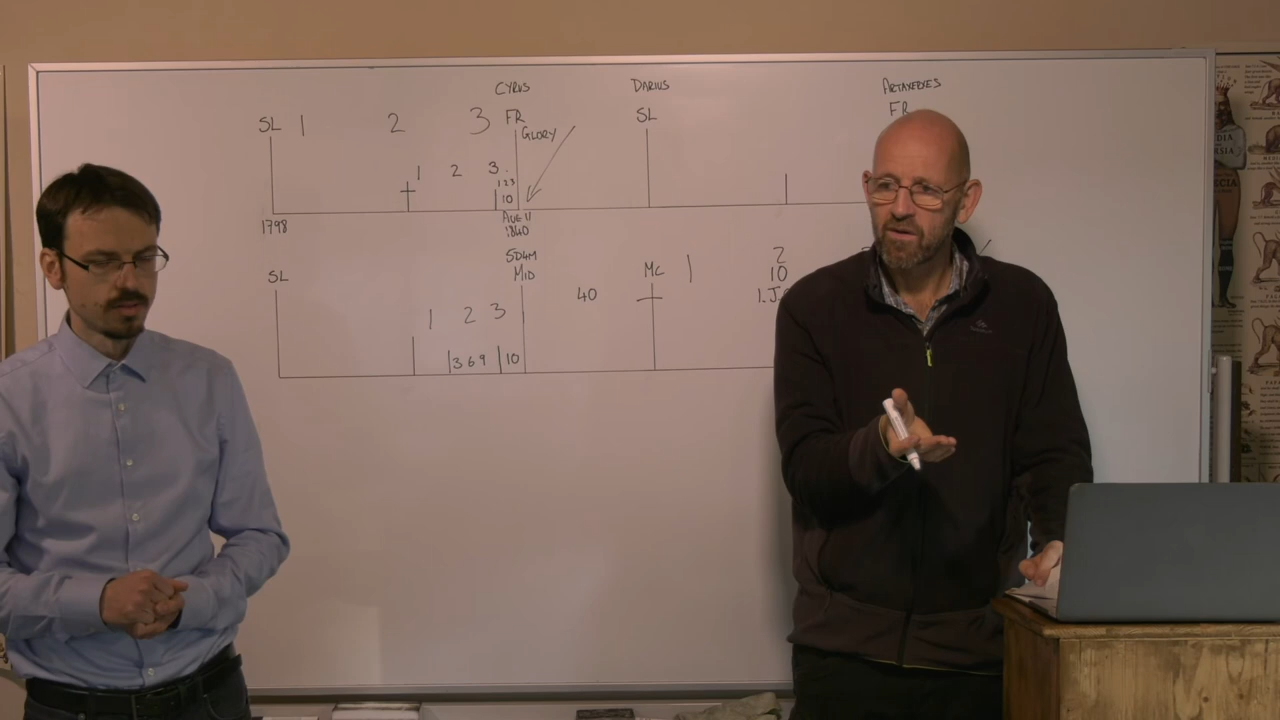 CYRUS DARIUS ARTAXERXES
SL 1 2 3 FR SL FR
GLORY
1 2 3
123
10
1798 AUG 11
1840
SD4M
SL MID 40 MC 1 2
10
1 2 3
369 10